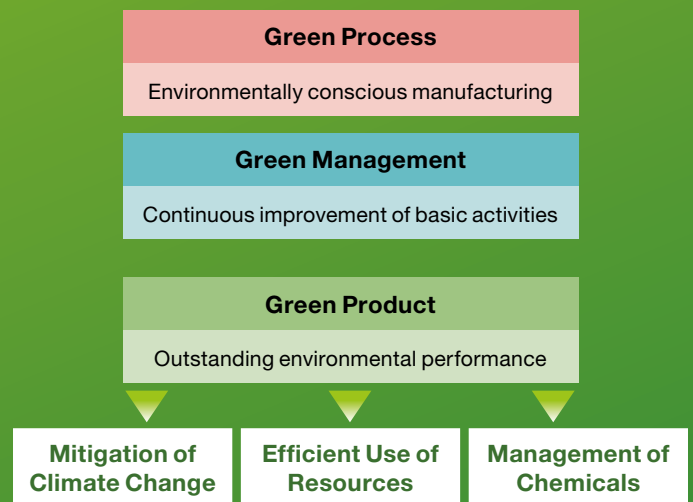 Green Process
Environmentally conscious manufacturing
Green Management
Continuous improvement of basic activities
Green Product
Outstanding environmental performance
Mitigation of
Climate Change
Efficient Use of
Resources
Management of
Chemicals